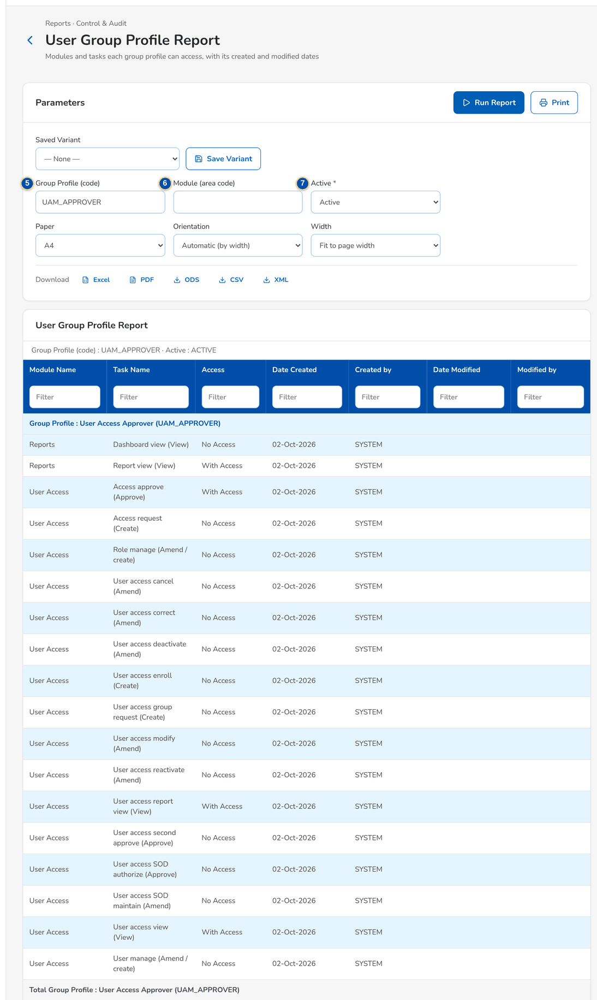 Reports · Control & Audit
User Group Profile Report
Modules and tasks each group profile can access, with its created and modified dates
Parameters
Run Report
Print
Saved Variant
— None —
Save Variant
5 Group Profile (code)
6 Module (area code)
7 Active *
UAM_APPROVER
Active
Paper
Orientation
Width
A4
Automatic (by width)
Fit to page width
Download Excel PDF ODS CSV XML
User Group Profile Report
Group Profile (code) : UAM_APPROVER · Active : ACTIVE
Module Name Task Name Access Date Created Created by Date Modified Modified by
Filter Filter Filter Filter Filter Filter Filter
Group Profile : User Access Approver (UAM_APPROVER)
Reports Dashboard view (View) No Access 02-Oct-2026 SYSTEM
Reports Report view (View) With Access 02-Oct-2026 SYSTEM
User Access Access approve (Approve) With Access 02-Oct-2026 SYSTEM
User Access Access request (Create) No Access 02-Oct-2026 SYSTEM
User Access Role manage (Amend / create) No Access 02-Oct-2026 SYSTEM
User Access User access cancel (Amend) No Access 02-Oct-2026 SYSTEM
User Access User access correct (Amend) No Access 02-Oct-2026 SYSTEM
User Access User access deactivate (Amend) No Access 02-Oct-2026 SYSTEM
User Access User access enroll (Create) No Access 02-Oct-2026 SYSTEM
User Access User access group request (Create) No Access 02-Oct-2026 SYSTEM
User Access User access modify (Amend) No Access 02-Oct-2026 SYSTEM
User Access User access reactivate (Amend) No Access 02-Oct-2026 SYSTEM
User Access User access report view (View) With Access 02-Oct-2026 SYSTEM
User Access User access second approve (Approve) No Access 02-Oct-2026 SYSTEM
User Access User access SOD authorize (Approve) No Access 02-Oct-2026 SYSTEM
User Access User access SOD maintain (Amend) No Access 02-Oct-2026 SYSTEM
User Access User access view (View) With Access 02-Oct-2026 SYSTEM
User Access User manage (Amend / create) No Access 02-Oct-2026 SYSTEM
Total Group Profile : User Access Approver (UAM_APPROVER)